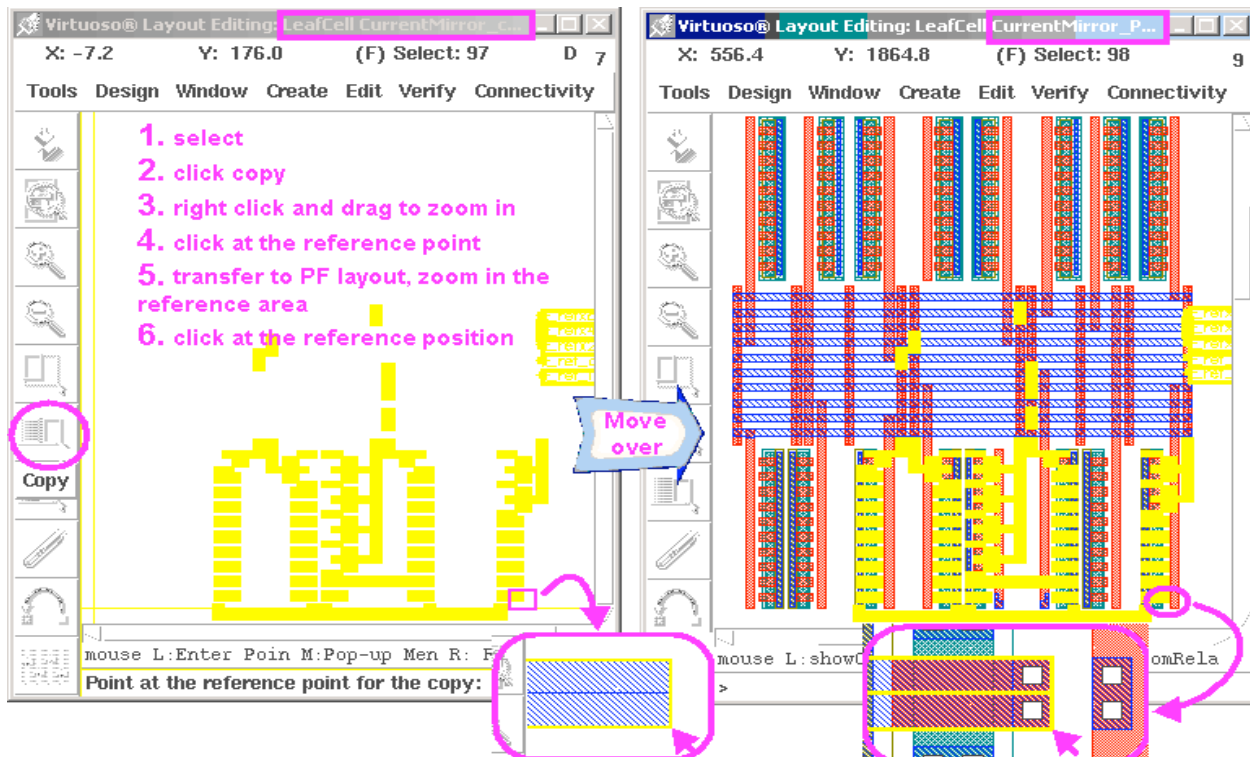 Virtuoso® Layout Editing: LeafCell CurrentMirror_c...
X: -7.2 Y: 176.0 (F) Select: 97 D 7
Tools Design Window Create Edit Verify Connectivity
1. select
2. click copy
3. right click and drag to zoom in
4. click at the reference point
5. transfer to PF layout, zoom in the
reference area
6. click at the reference position
Copy
mouse L:Enter Poin M:Pop-up Men R:
Point at the reference point for the copy:
Move
over
Virtuoso® Layout Editing: LeafCell CurrentMirror_P...
X: 556.4 Y: 1864.8 (F) Select: 98 9
Tools Design Window Create Edit Verify Connectivity
mouse L:show omRela
>